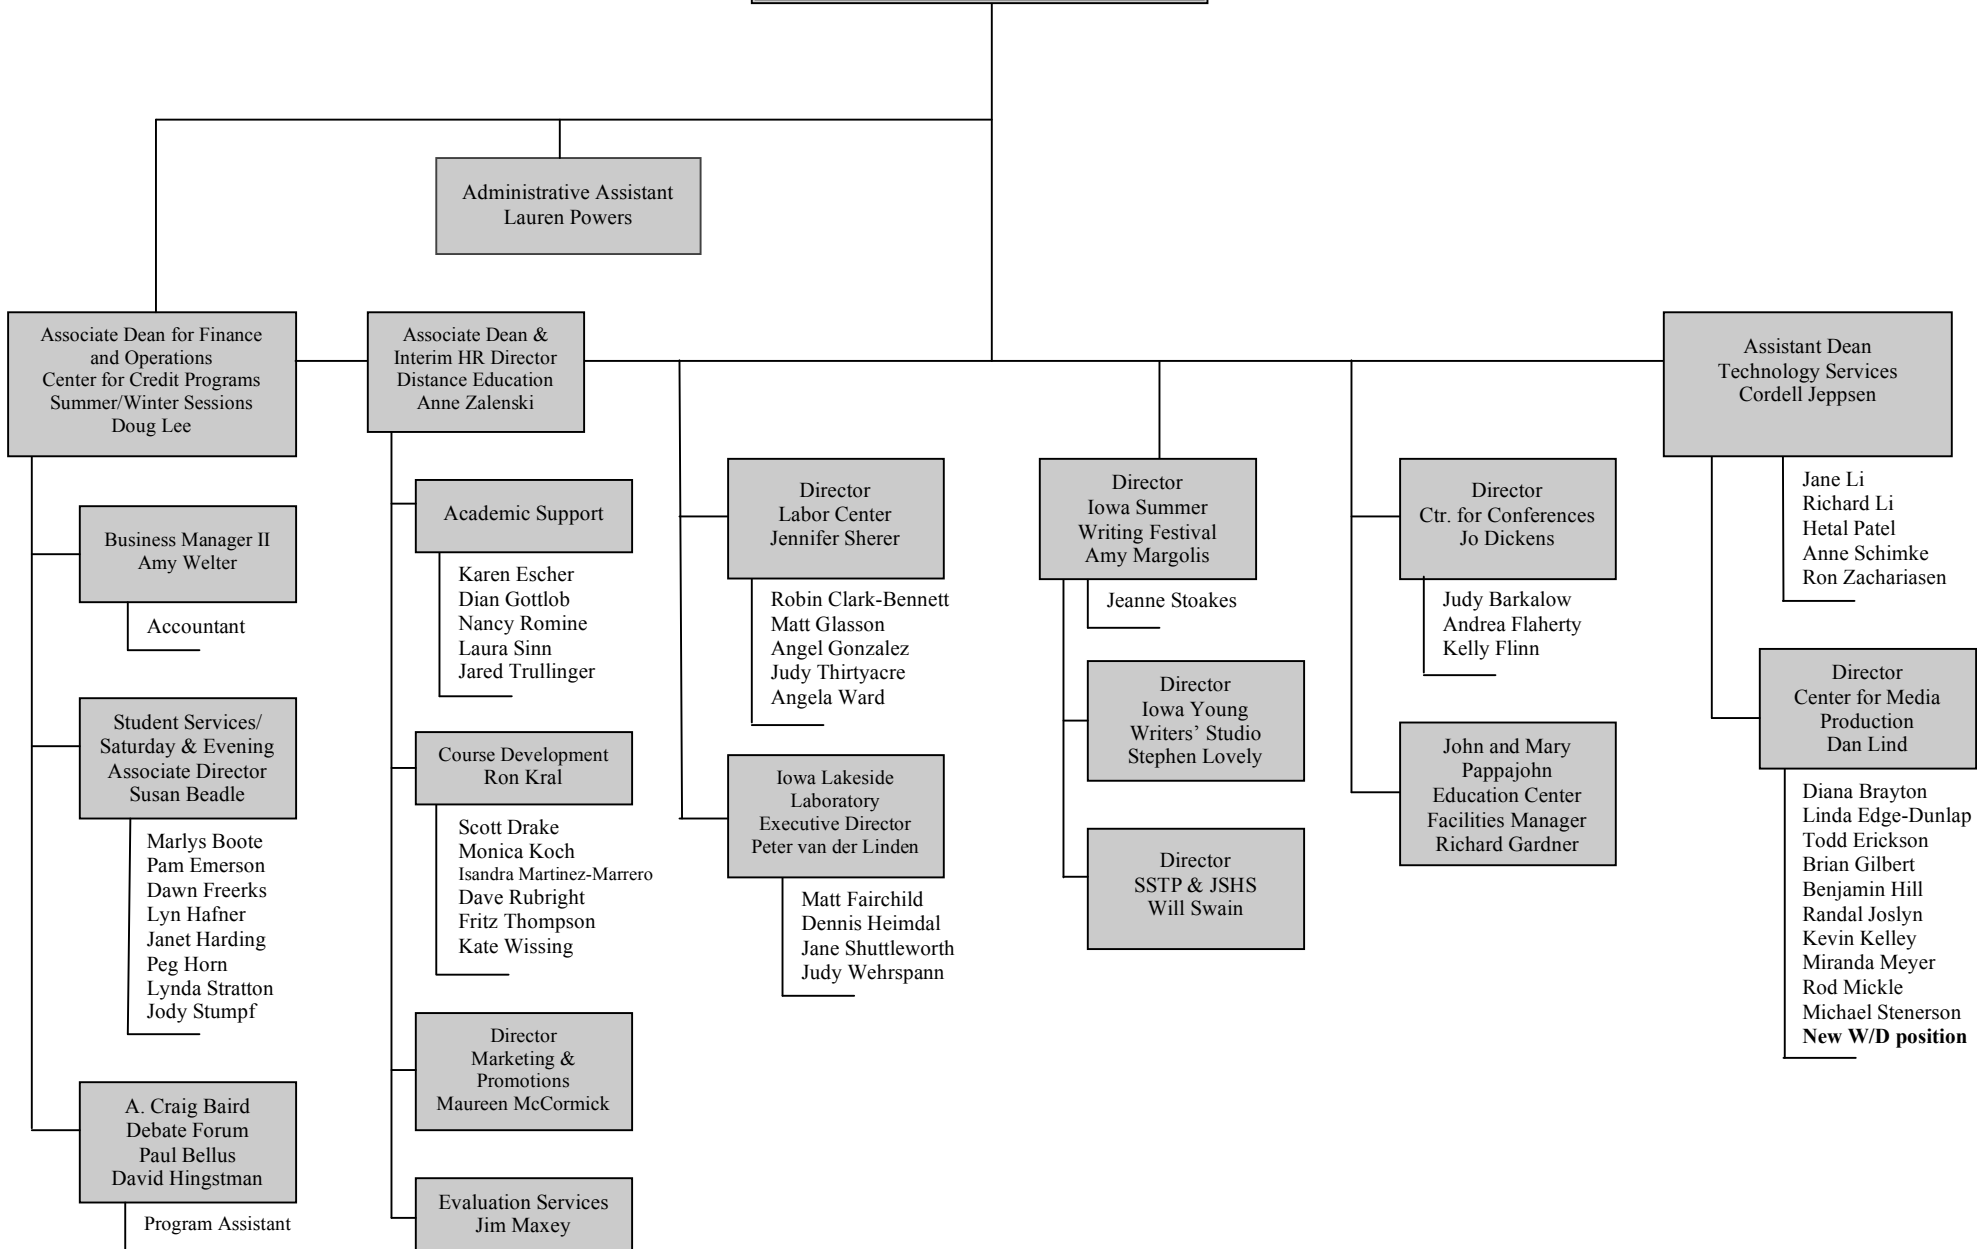 Administrative Assistant
Lauren Powers
Associate Dean for Finance
and Operations
Center for Credit Programs
Summer/Winter Sessions
Doug Lee
Business Manager II
Amy Welter
Accountant
Student Services/
Saturday & Evening
Associate Director
Susan Beadle
Marlys Boote
Pam Emerson
Dawn Freerks
Lyn Hafner
Janet Harding
Peg Horn
Lynda Stratton
Jody Stumpf
A. Craig Baird
Debate Forum
Paul Bellus
David Hingstman
Program Assistant
Associate Dean &
Interim HR Director
Distance Education
Anne Zalenski
Academic Support
Karen Escher
Dian Gottlob
Nancy Romine
Laura Sinn
Jared Trullinger
Course Development
Ron Kral
Scott Drake
Monica Koch
Isandra Martinez-Marrero
Dave Rubright
Fritz Thompson
Kate Wissing
Director
Marketing &
Promotions
Maureen McCormick
Evaluation Services
Jim Maxey
Director
Labor Center
Jennifer Sherer
Robin Clark-Bennett
Matt Glasson
Angel Gonzalez
Judy Thirtyacre
Angela Ward
Iowa Lakeside
Laboratory
Executive Director
Peter van der Linden
Matt Fairchild
Dennis Heimdal
Jane Shuttleworth
Judy Wehrspann
Director
Iowa Summer
Writing Festival
Amy Margolis
Jeanne Stoakes
Director
Iowa Young
Writers’ Studio
Stephen Lovely
Director
SSTP & JSHS
Will Swain
Director
Ctr. for Conferences
Jo Dickens
Judy Barkalow
Andrea Flaherty
Kelly Flinn
John and Mary
Pappajohn
Education Center
Facilities Manager
Richard Gardner
Assistant Dean
Technology Services
Cordell Jeppsen
Jane Li
Richard Li
Hetal Patel
Anne Schimke
Ron Zachariasen
Director
Center for Media
Production
Dan Lind
Diana Brayton
Linda Edge-Dunlap
Todd Erickson
Brian Gilbert
Benjamin Hill
Randal Joslyn
Kevin Kelley
Miranda Meyer
Rod Mickle
Michael Stenerson
New W/D position